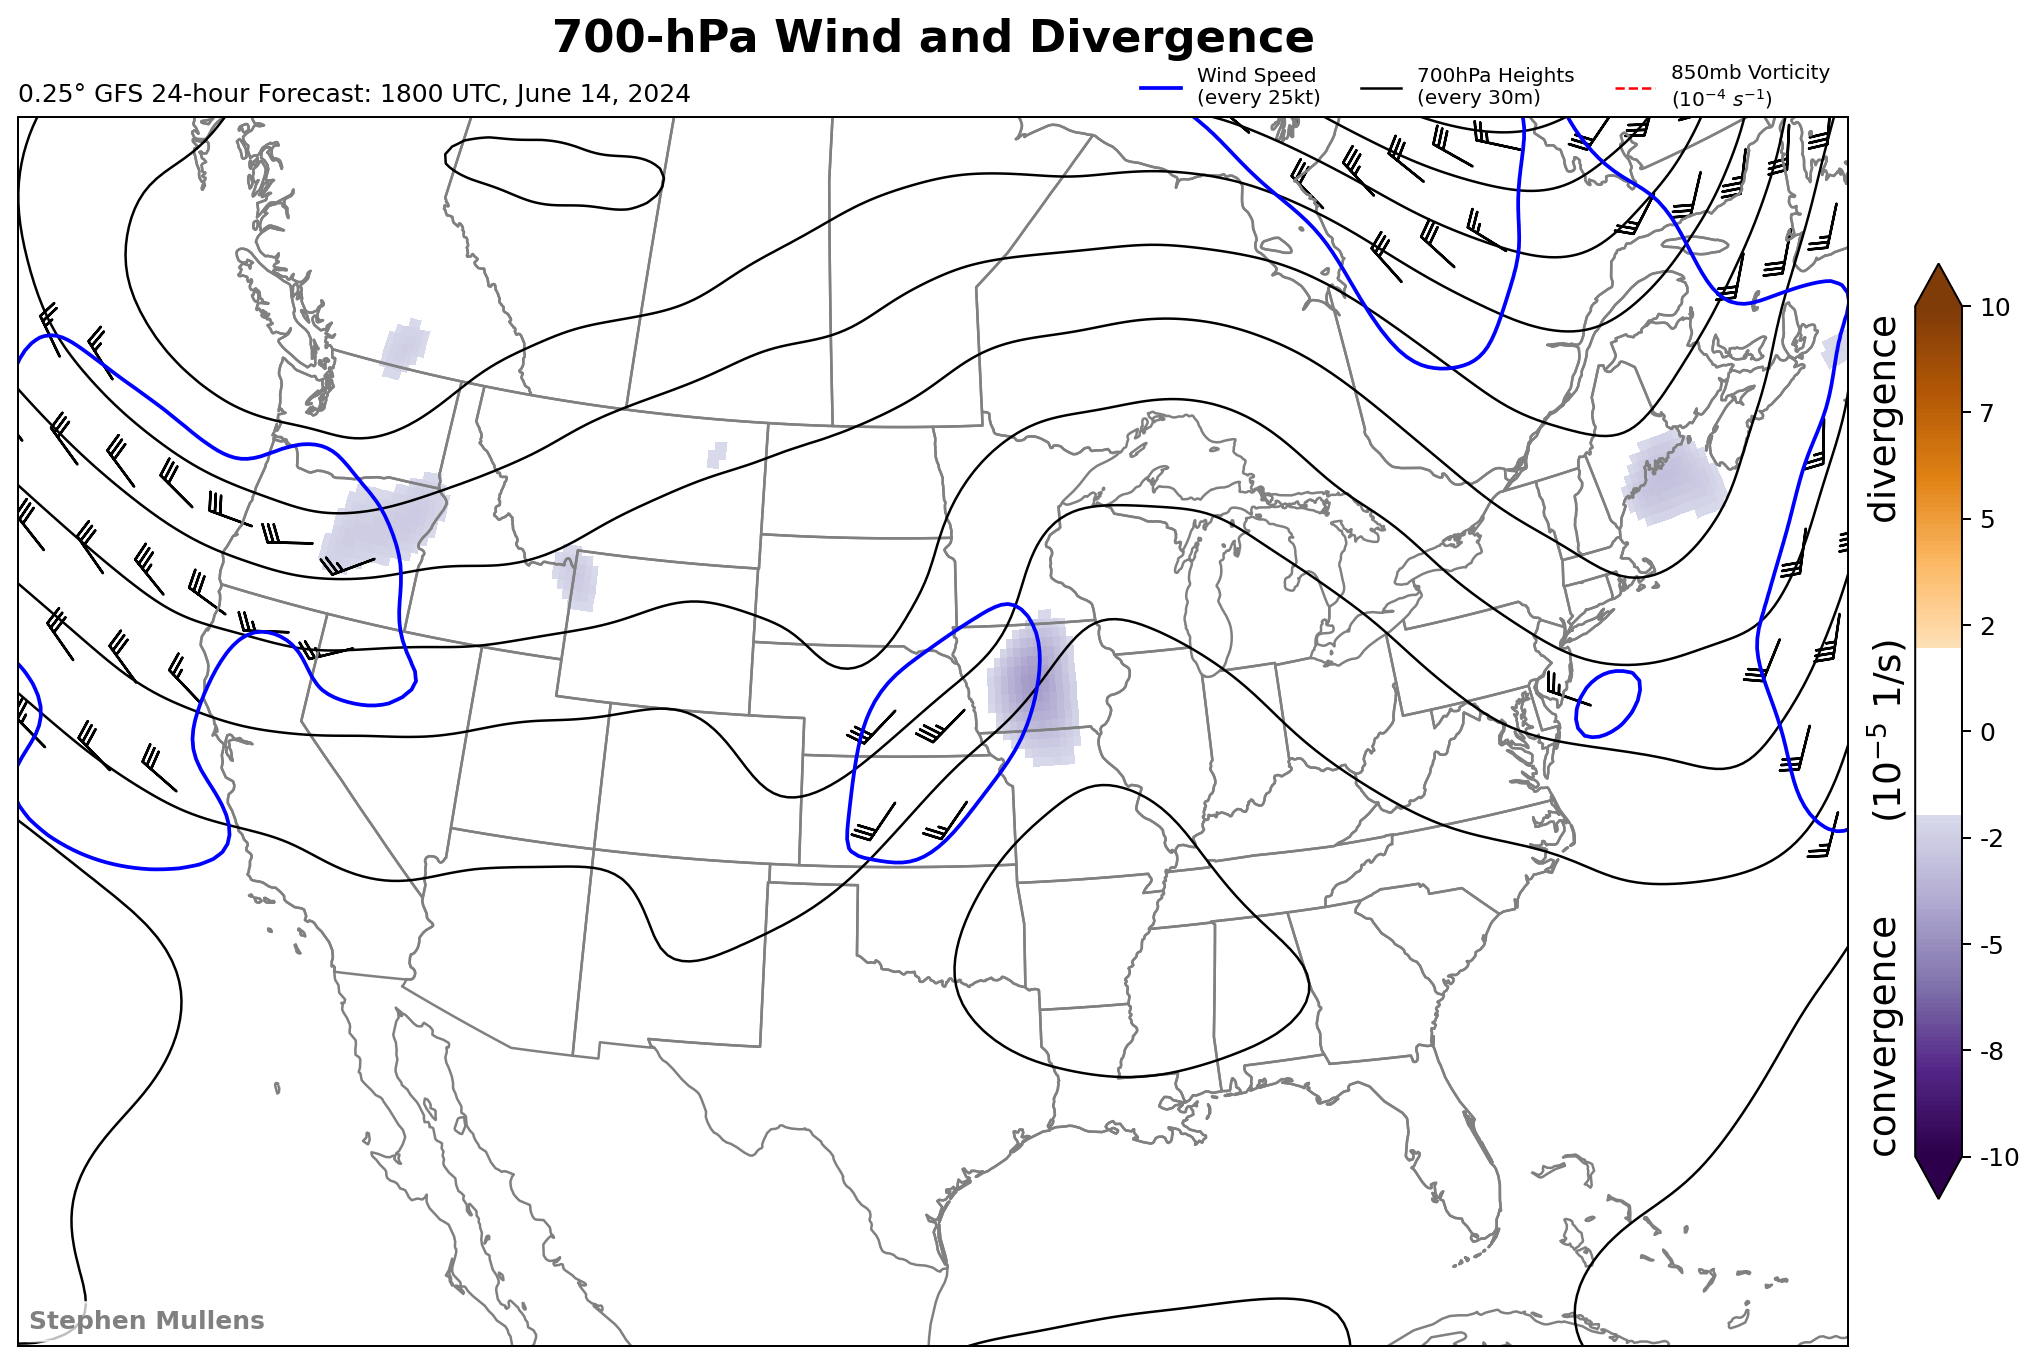 700-hPa Wind and Divergence
0.25° GFS 24-hour Forecast: 1800 UTC, June 14, 2024
Wind Speed
(every 25kt)
700hPa Heights
(every 30m)
850mb Vorticity
(10⁻⁴ s⁻¹)
10
7
5
2
0
-2
-5
-8
-10
convergence (10⁻⁵ 1/s) divergence
Stephen Mullens